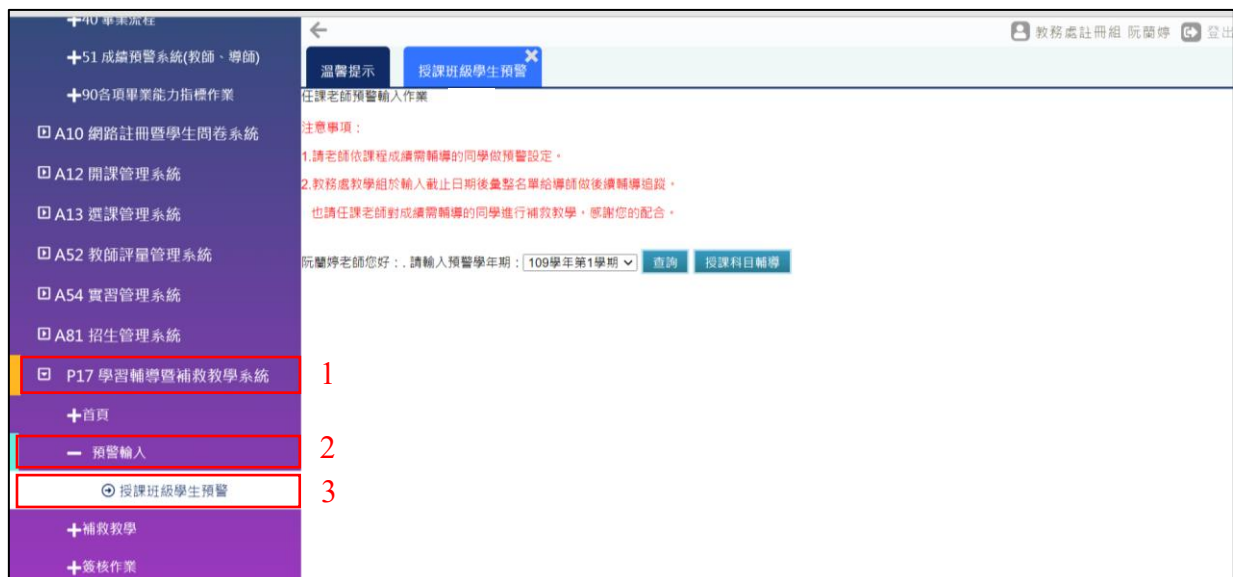 40 畢業流程
51 成績預警系統(教師、導師)
90各項畢業能力指標作業
A10 網路註冊暨學生問卷系統
A12 開課管理系統
A13 選課管理系統
A52 教師評量管理系統
A54 實習管理系統
A81 招生管理系統
P17 學習輔導暨補救教學系統
1
首頁
預警輸入
2
授課班級學生預警
3
補救教學
簽核作業
教務處註冊組 阮蘭婷 登出
溫馨提示 授課班級學生預警
任課老師預警輸入作業
注意事項：
1.請老師依課程成績需輔導的同學做預警設定。
2.教務處教學組於輸入截止日期後彙整名單給導師做後續輔導追蹤。
也請任課老師對成績需輔導的同學進行補救教學，感謝您的配合。
阮蘭婷老師您好：. 請輸入預警學年期：109學年第1學期 查詢 授課科目輔導